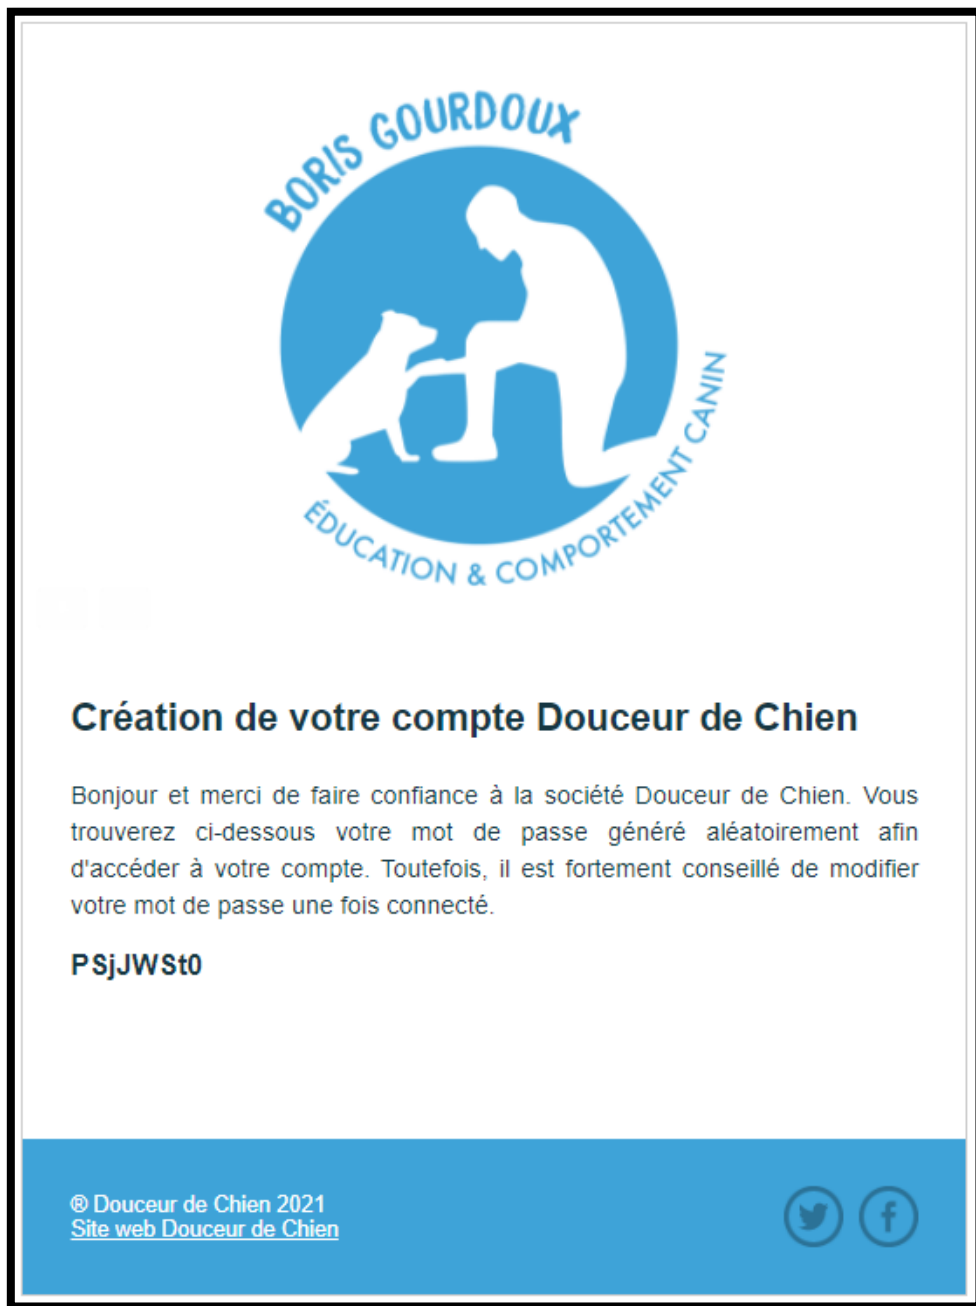 BORIS GOURDOUX
ÉDUCATION & COMPORTEMENT CANIN
Création de votre compte Douceur de Chien
Bonjour et merci de faire confiance à la société Douceur de Chien. Vous
trouverez ci-dessous votre mot de passe généré aléatoirement afin
d'accéder à votre compte. Toutefois, il est fortement conseillé de modifier
votre mot de passe une fois connecté.
PSjJWSt0
® Douceur de Chien 2021
Site web Douceur de Chien